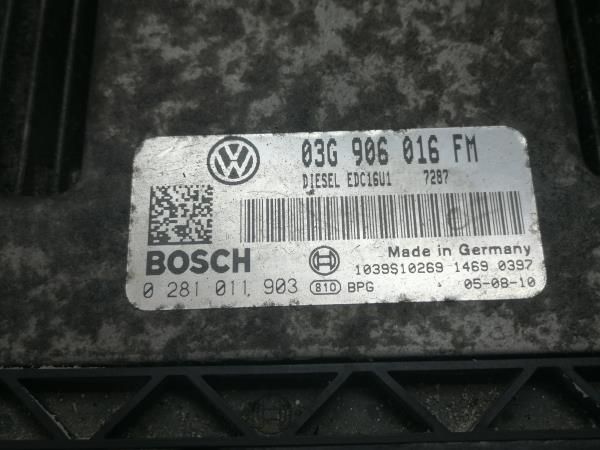 VW
03G 906 016 FM
DIESEL EDC16U1 7287
BOSCH
Made in Germany
1039S10269 1469 0397
0 281 011 903 810 BPG 05-08-10